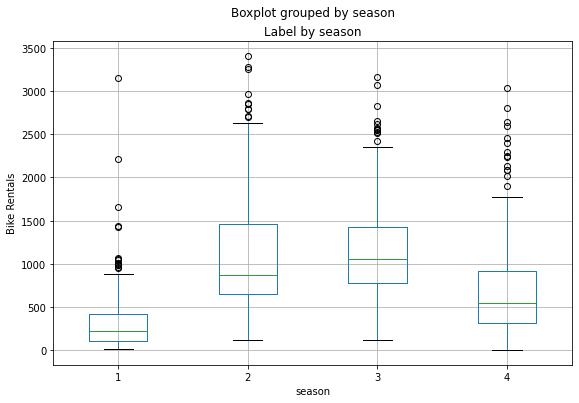 Boxplot grouped by season
Label by season
3500
3000
2500
2000
1500
1000
500
0
Bike Rentals
1 2 3 4
season